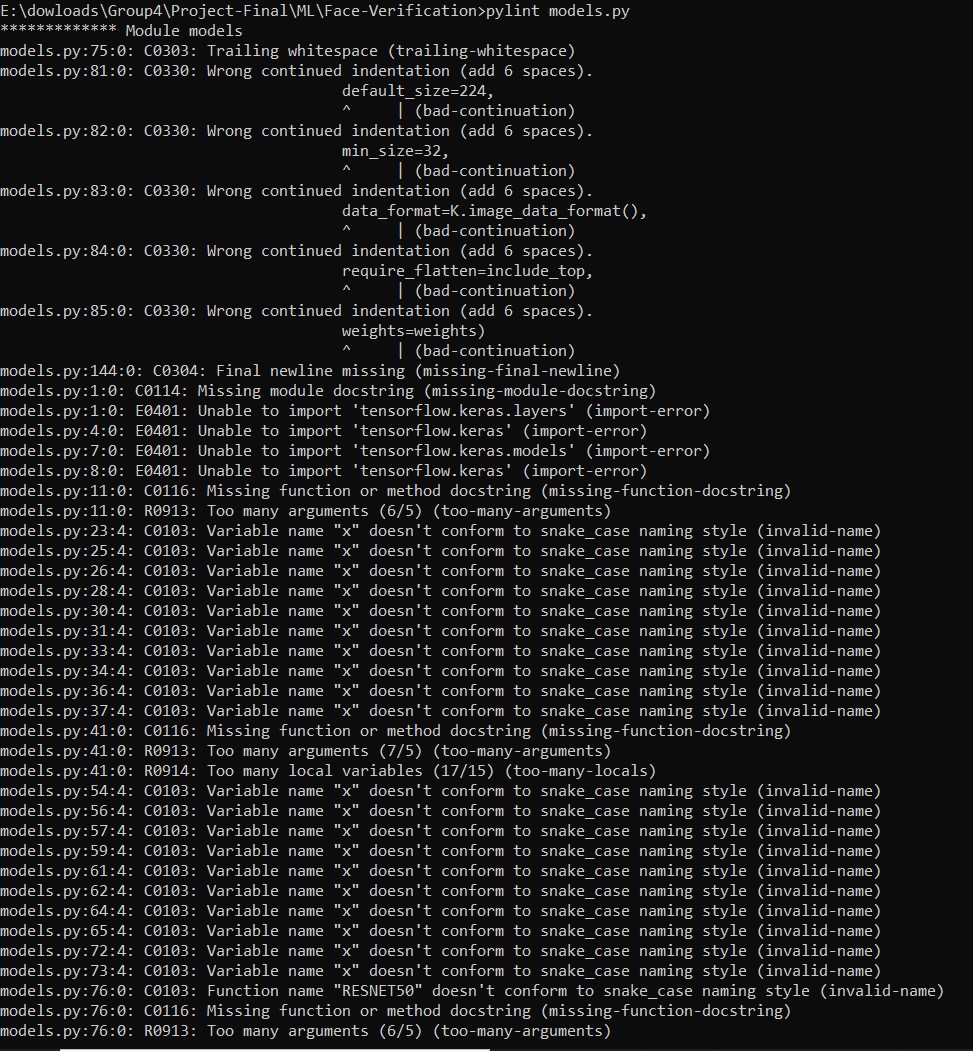 E:\dowloads\Group4\Project-Final\ML\Face-Verification>pylint models.py
************* Module models
models.py:75:0: C0303: Trailing whitespace (trailing-whitespace)
models.py:81:0: C0330: Wrong continued indentation (add 6 spaces).
default_size=224,
^     | (bad-continuation)
models.py:82:0: C0330: Wrong continued indentation (add 6 spaces).
min_size=32,
^     | (bad-continuation)
models.py:83:0: C0330: Wrong continued indentation (add 6 spaces).
data_format=K.image_data_format(),
^     | (bad-continuation)
models.py:84:0: C0330: Wrong continued indentation (add 6 spaces).
require_flatten=include_top,
^     | (bad-continuation)
models.py:85:0: C0330: Wrong continued indentation (add 6 spaces).
weights=weights)
^     | (bad-continuation)
models.py:144:0: C0304: Final newline missing (missing-final-newline)
models.py:1:0: C0114: Missing module docstring (missing-module-docstring)
models.py:1:0: E0401: Unable to import 'tensorflow.keras.layers' (import-error)
models.py:4:0: E0401: Unable to import 'tensorflow.keras' (import-error)
models.py:7:0: E0401: Unable to import 'tensorflow.keras.models' (import-error)
models.py:8:0: E0401: Unable to import 'tensorflow.keras' (import-error)
models.py:11:0: C0116: Missing function or method docstring (missing-function-docstring)
models.py:11:0: R0913: Too many arguments (6/5) (too-many-arguments)
models.py:23:4: C0103: Variable name "x" doesn't conform to snake_case naming style (invalid-name)
models.py:25:4: C0103: Variable name "x" doesn't conform to snake_case naming style (invalid-name)
models.py:26:4: C0103: Variable name "x" doesn't conform to snake_case naming style (invalid-name)
models.py:28:4: C0103: Variable name "x" doesn't conform to snake_case naming style (invalid-name)
models.py:30:4: C0103: Variable name "x" doesn't conform to snake_case naming style (invalid-name)
models.py:31:4: C0103: Variable name "x" doesn't conform to snake_case naming style (invalid-name)
models.py:33:4: C0103: Variable name "x" doesn't conform to snake_case naming style (invalid-name)
models.py:34:4: C0103: Variable name "x" doesn't conform to snake_case naming style (invalid-name)
models.py:36:4: C0103: Variable name "x" doesn't conform to snake_case naming style (invalid-name)
models.py:37:4: C0103: Variable name "x" doesn't conform to snake_case naming style (invalid-name)
models.py:41:0: C0116: Missing function or method docstring (missing-function-docstring)
models.py:41:0: R0913: Too many arguments (7/5) (too-many-arguments)
models.py:41:0: R0914: Too many local variables (17/15) (too-many-locals)
models.py:54:4: C0103: Variable name "x" doesn't conform to snake_case naming style (invalid-name)
models.py:56:4: C0103: Variable name "x" doesn't conform to snake_case naming style (invalid-name)
models.py:57:4: C0103: Variable name "x" doesn't conform to snake_case naming style (invalid-name)
models.py:59:4: C0103: Variable name "x" doesn't conform to snake_case naming style (invalid-name)
models.py:61:4: C0103: Variable name "x" doesn't conform to snake_case naming style (invalid-name)
models.py:62:4: C0103: Variable name "x" doesn't conform to snake_case naming style (invalid-name)
models.py:64:4: C0103: Variable name "x" doesn't conform to snake_case naming style (invalid-name)
models.py:65:4: C0103: Variable name "x" doesn't conform to snake_case naming style (invalid-name)
models.py:72:4: C0103: Variable name "x" doesn't conform to snake_case naming style (invalid-name)
models.py:73:4: C0103: Variable name "x" doesn't conform to snake_case naming style (invalid-name)
models.py:76:0: C0103: Function name "RESNET50" doesn't conform to snake_case naming style (invalid-name)
models.py:76:0: C0116: Missing function or method docstring (missing-function-docstring)
models.py:76:0: R0913: Too many arguments (6/5) (too-many-arguments)